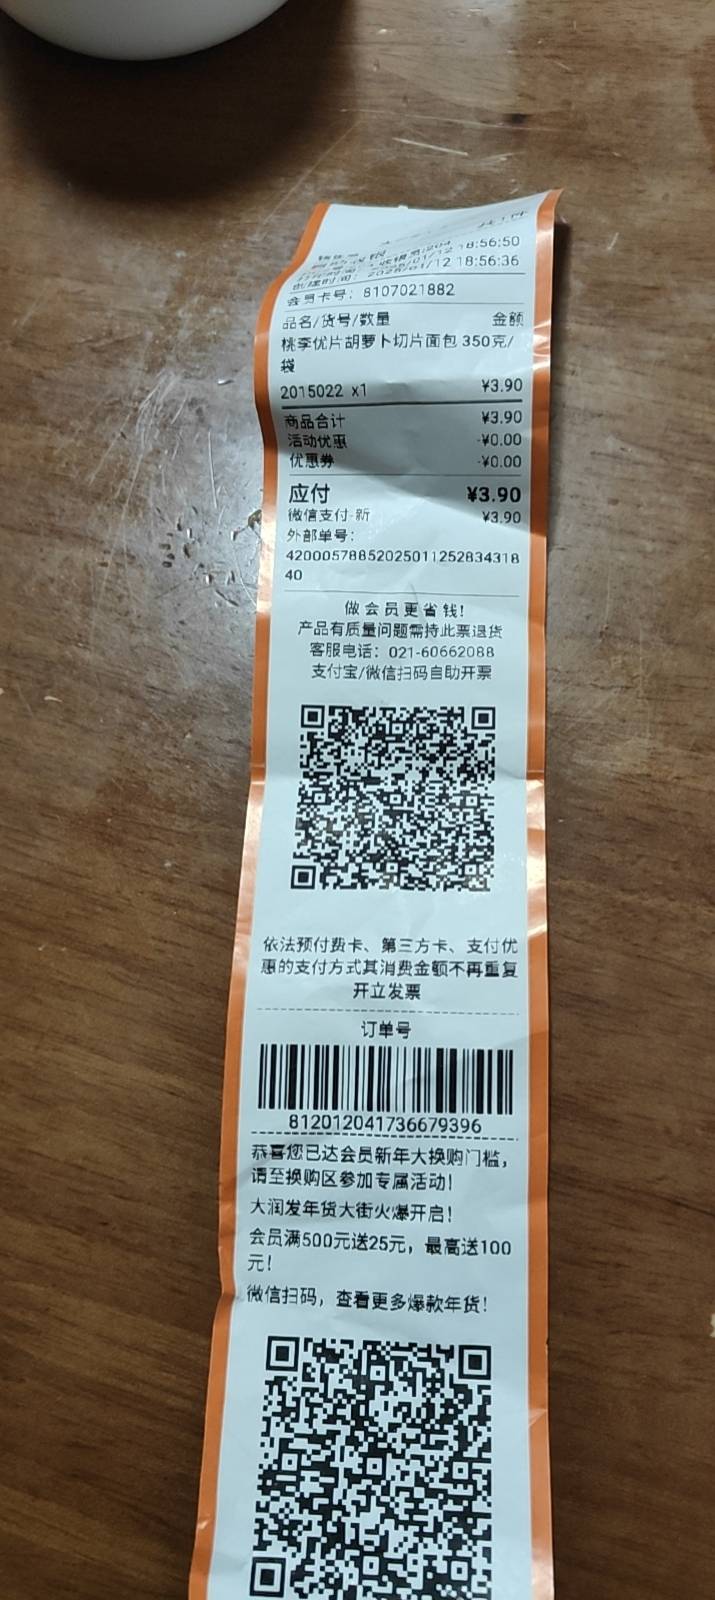 18:56:50
创建时间：2025/01/12 18:56:36
会员卡号：8107021882
品名/货号/数量 金额
桃李优片胡萝卜切片面包 350克/
袋
2015022 x1 ¥3.90
商品合计 ¥3.90
活动优惠 -¥0.00
优惠券 -¥0.00
应付 ¥3.90
微信支付-新 ¥3.90
外部单号：
42000578852025011252834318
40
做会员更省钱!
产品有质量问题需持此票退货
客服电话：021-60662088
支付宝/微信扫码自助开票
依法预付费卡、第三方卡、支付优
惠的支付方式其消费金额不再重复
开立发票
订单号
812012041736679396
恭喜您已达会员新年大换购门槛，
请至换购区参加专属活动!
大润发年货大街火爆开启!
会员满500元送25元，最高送100
元!
微信扫码，查看更多爆款年货!